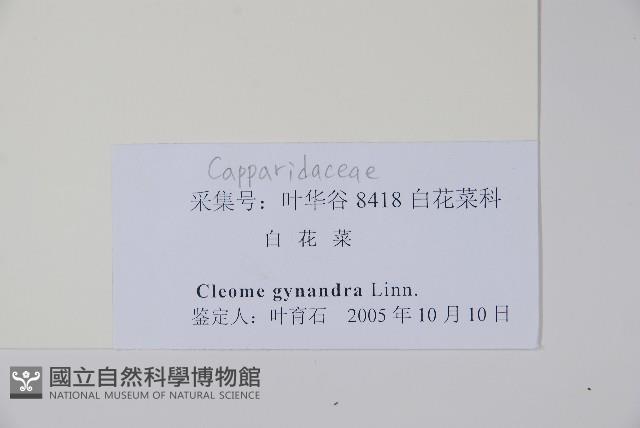 Capparidaceae
采集号：叶华谷 8418 白花菜科
白 花 菜
Cleome gynandra Linn.
鉴定人：叶育石 2005 年 10 月 10 日
國立自然科學博物館
NATIONAL MUSEUM OF NATURAL SCIENCE